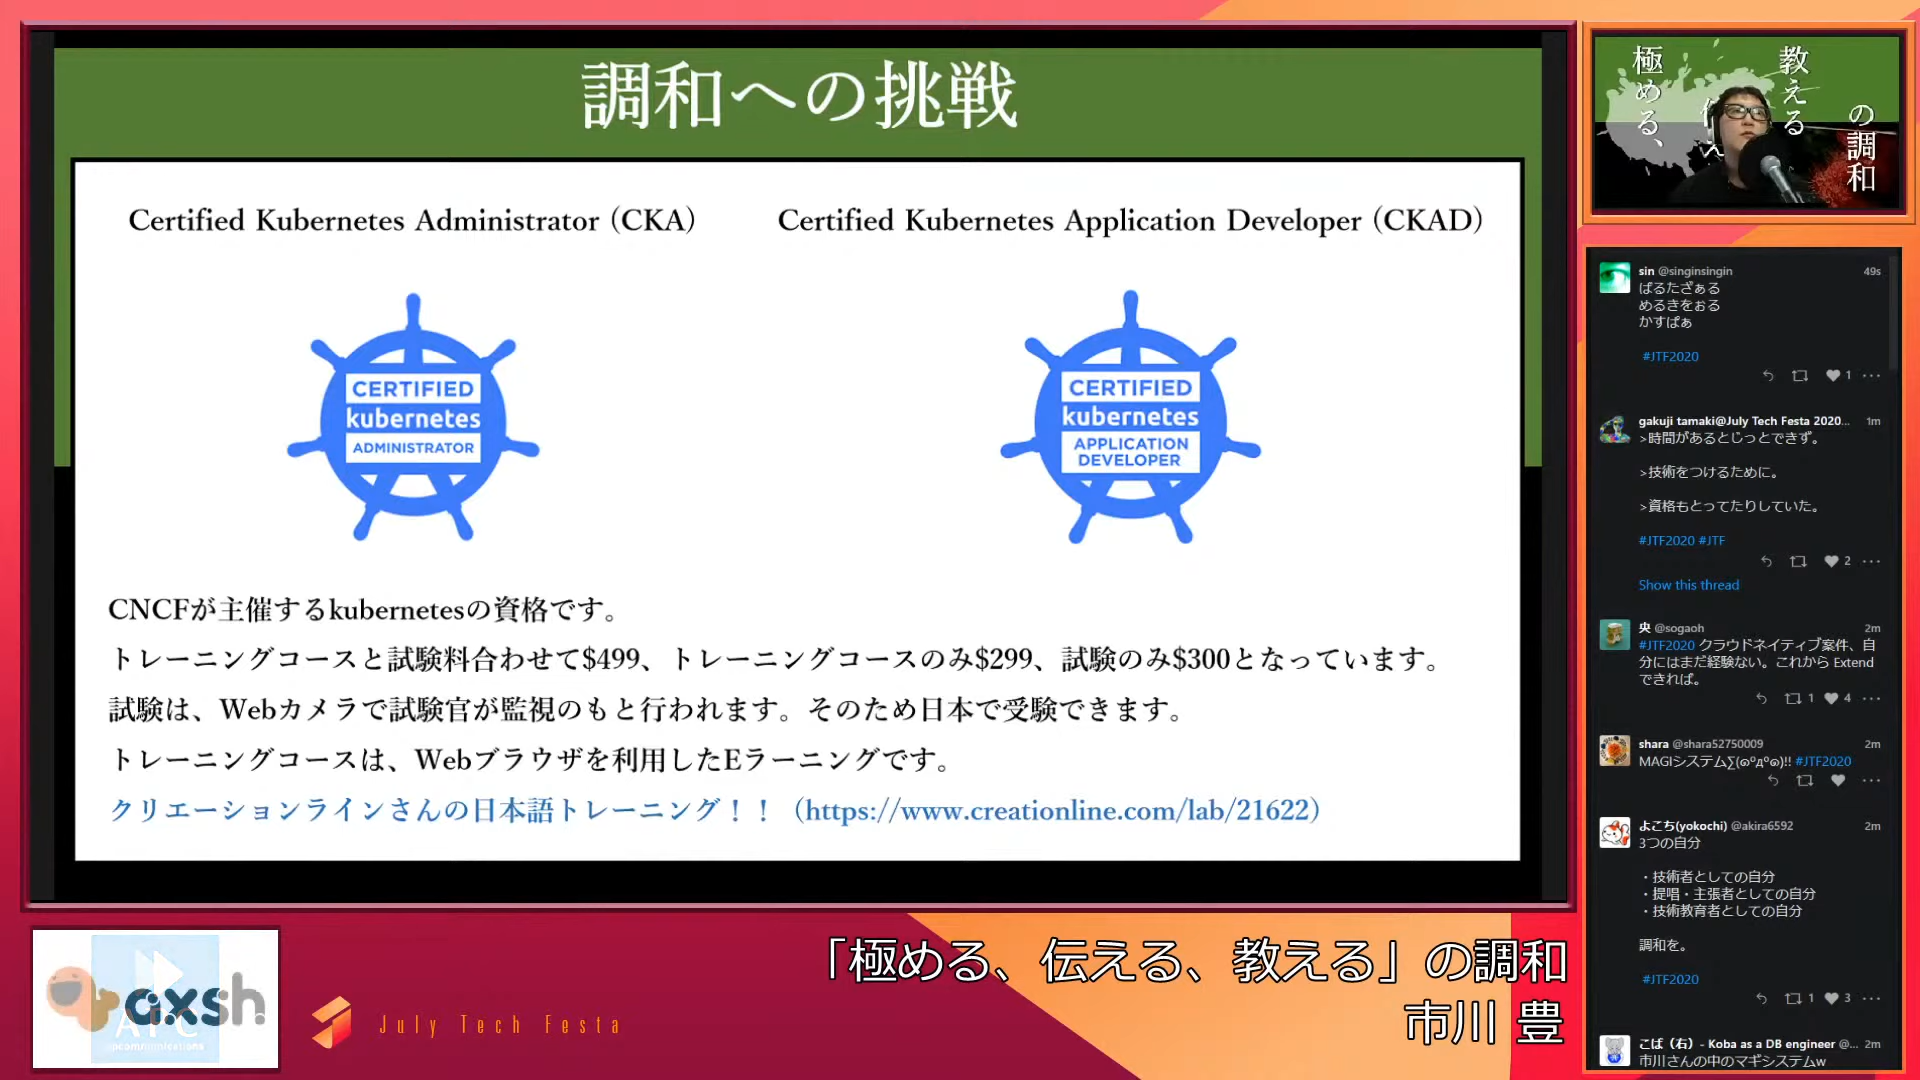 調和への挑戦
Certified Kubernetes Administrator (CKA)
Certified Kubernetes Application Developer (CKAD)
CERTIFIED
kubernetes
ADMINISTRATOR
CERTIFIED
kubernetes
APPLICATION
DEVELOPER
CNCFが主催するkubernetesの資格です。
トレーニングコースと試験料合わせて$499、トレーニングコースのみ$299、試験のみ$300となっています。
試験は、Webカメラで試験官が監視のもと行われます。そのため日本で受験できます。
トレーニングコースは、Webブラウザを利用したEラーニングです。
クリエーションラインさんの日本語トレーニング！！（https://www.creationline.com/lab/21622）
極める、
教える
の調和
sin @singinsingin 49s
ばるたざぁる
めるきをぉる
かすぱぁ
#JTF2020
1
gakuji tamaki@July Tech Festa 2020... 1m
>時間があるとじっとできず。
>技術をつけるために。
>資格もとってたりしていた。
#JTF2020 #JTF
2
Show this thread
央 @sogaoh 2m
#JTF2020 クラウドネイティブ案件、自
分にはまだ経験ない。これから Extend
できれば。
1 4
shara @shara52750009 2m
MAGIシステム∑(๑ºдº๑)!! #JTF2020
よこち(yokochi) @akira6592 2m
3つの自分
・技術者としての自分
・提唱・主張者としての自分
・技術教育者としての自分
調和を。
#JTF2020
1 3
こば（右）- Koba as a DB engineer @... 2m
市川さんの中のマギシステムw
axsh
July Tech Festa
「極める、伝える、教える」の調和
市川 豊